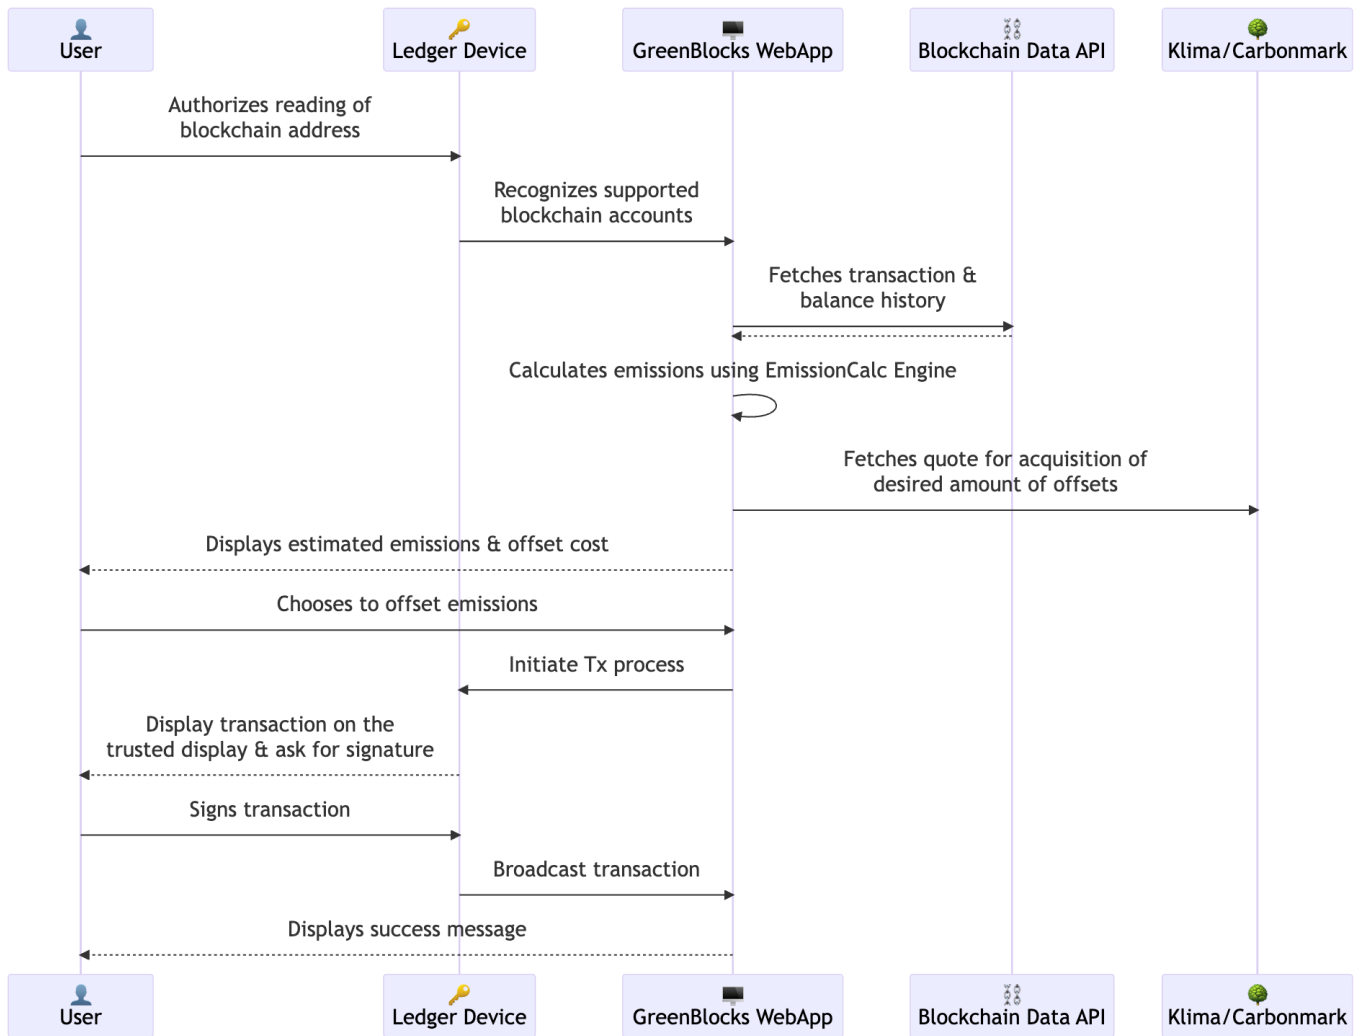 User
Ledger Device
GreenBlocks WebApp
Blockchain Data API
Klima/Carbonmark
Authorizes reading of
blockchain address
Recognizes supported
blockchain accounts
Fetches transaction &
balance history
Calculates emissions using EmissionCalc Engine
Fetches quote for acquisition of
desired amount of offsets
Displays estimated emissions & offset cost
Chooses to offset emissions
Initiate Tx process
Display transaction on the
trusted display & ask for signature
Signs transaction
Broadcast transaction
Displays success message
User
Ledger Device
GreenBlocks WebApp
Blockchain Data API
Klima/Carbonmark